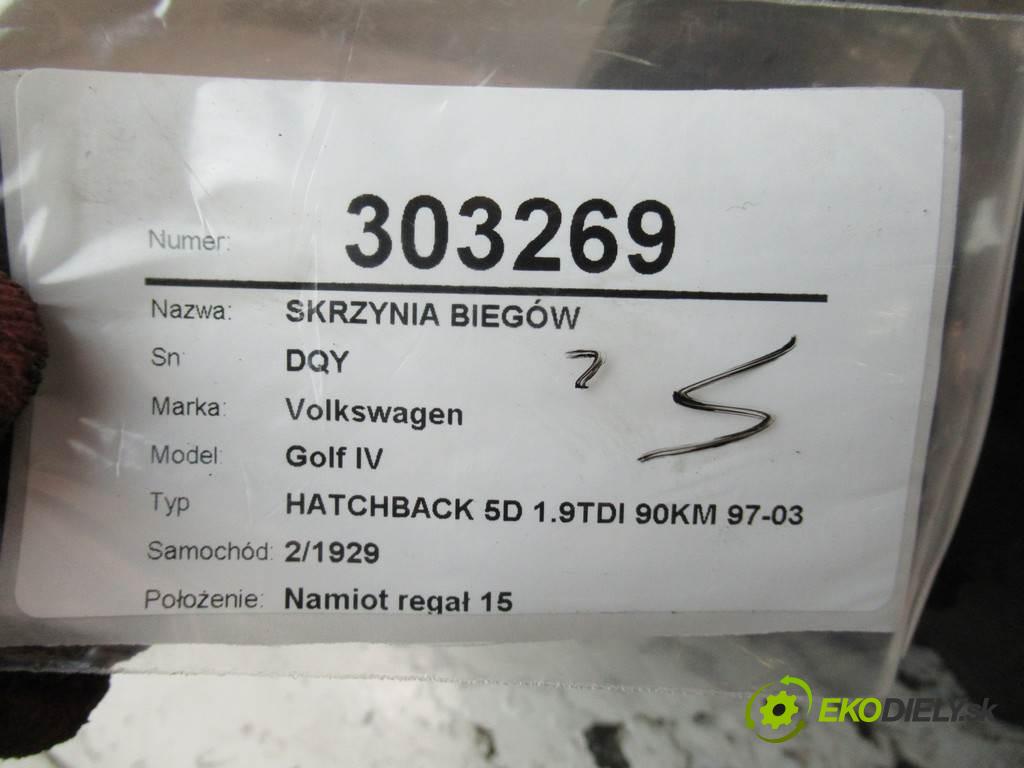 Numer: 303269
Nazwa: SKRZYNIA BIEGÓW
Sn: DQY
Marka: Volkswagen
Model: Golf IV
Typ HATCHBACK 5D 1.9TDI 90KM 97-03
Samochód: 2/1929
Położenie: Namiot regał 15
EKODIELY.sk